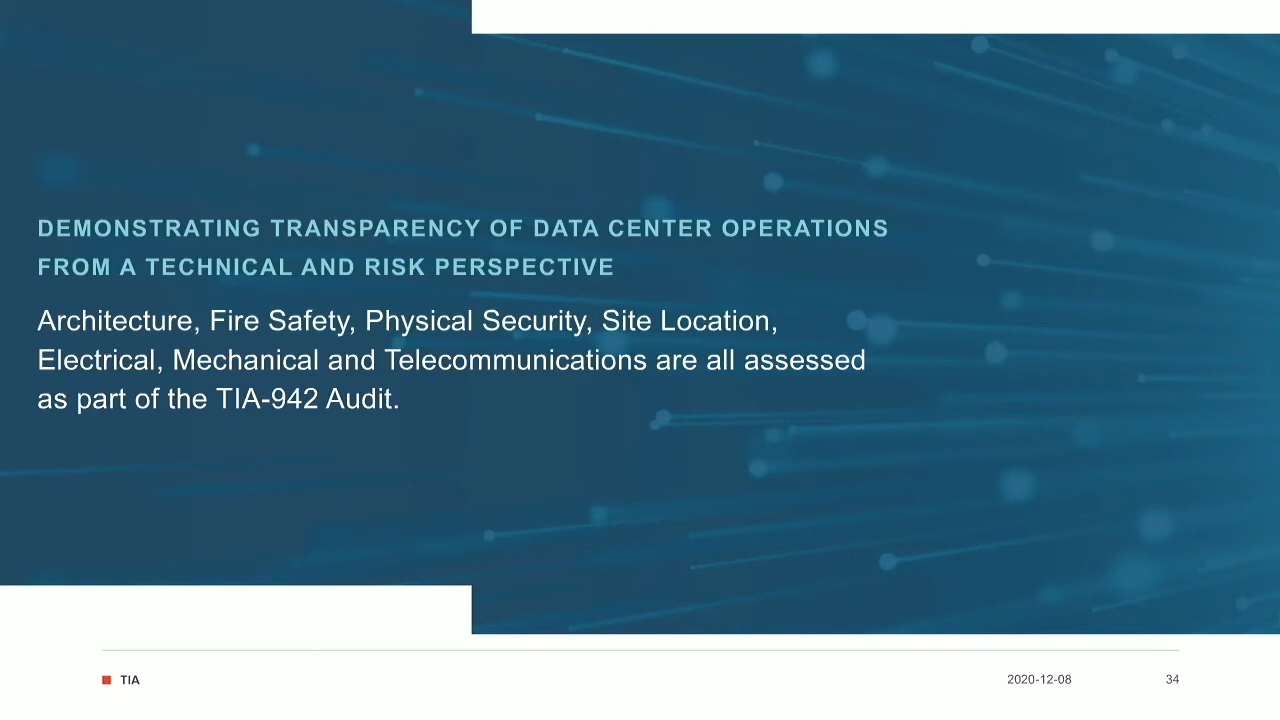 DEMONSTRATING TRANSPARENCY OF DATA CENTER OPERATIONS
FROM A TECHNICAL AND RISK PERSPECTIVE
Architecture, Fire Safety, Physical Security, Site Location,
Electrical, Mechanical and Telecommunications are all assessed
as part of the TIA-942 Audit.
TIA 2020-12-08 34